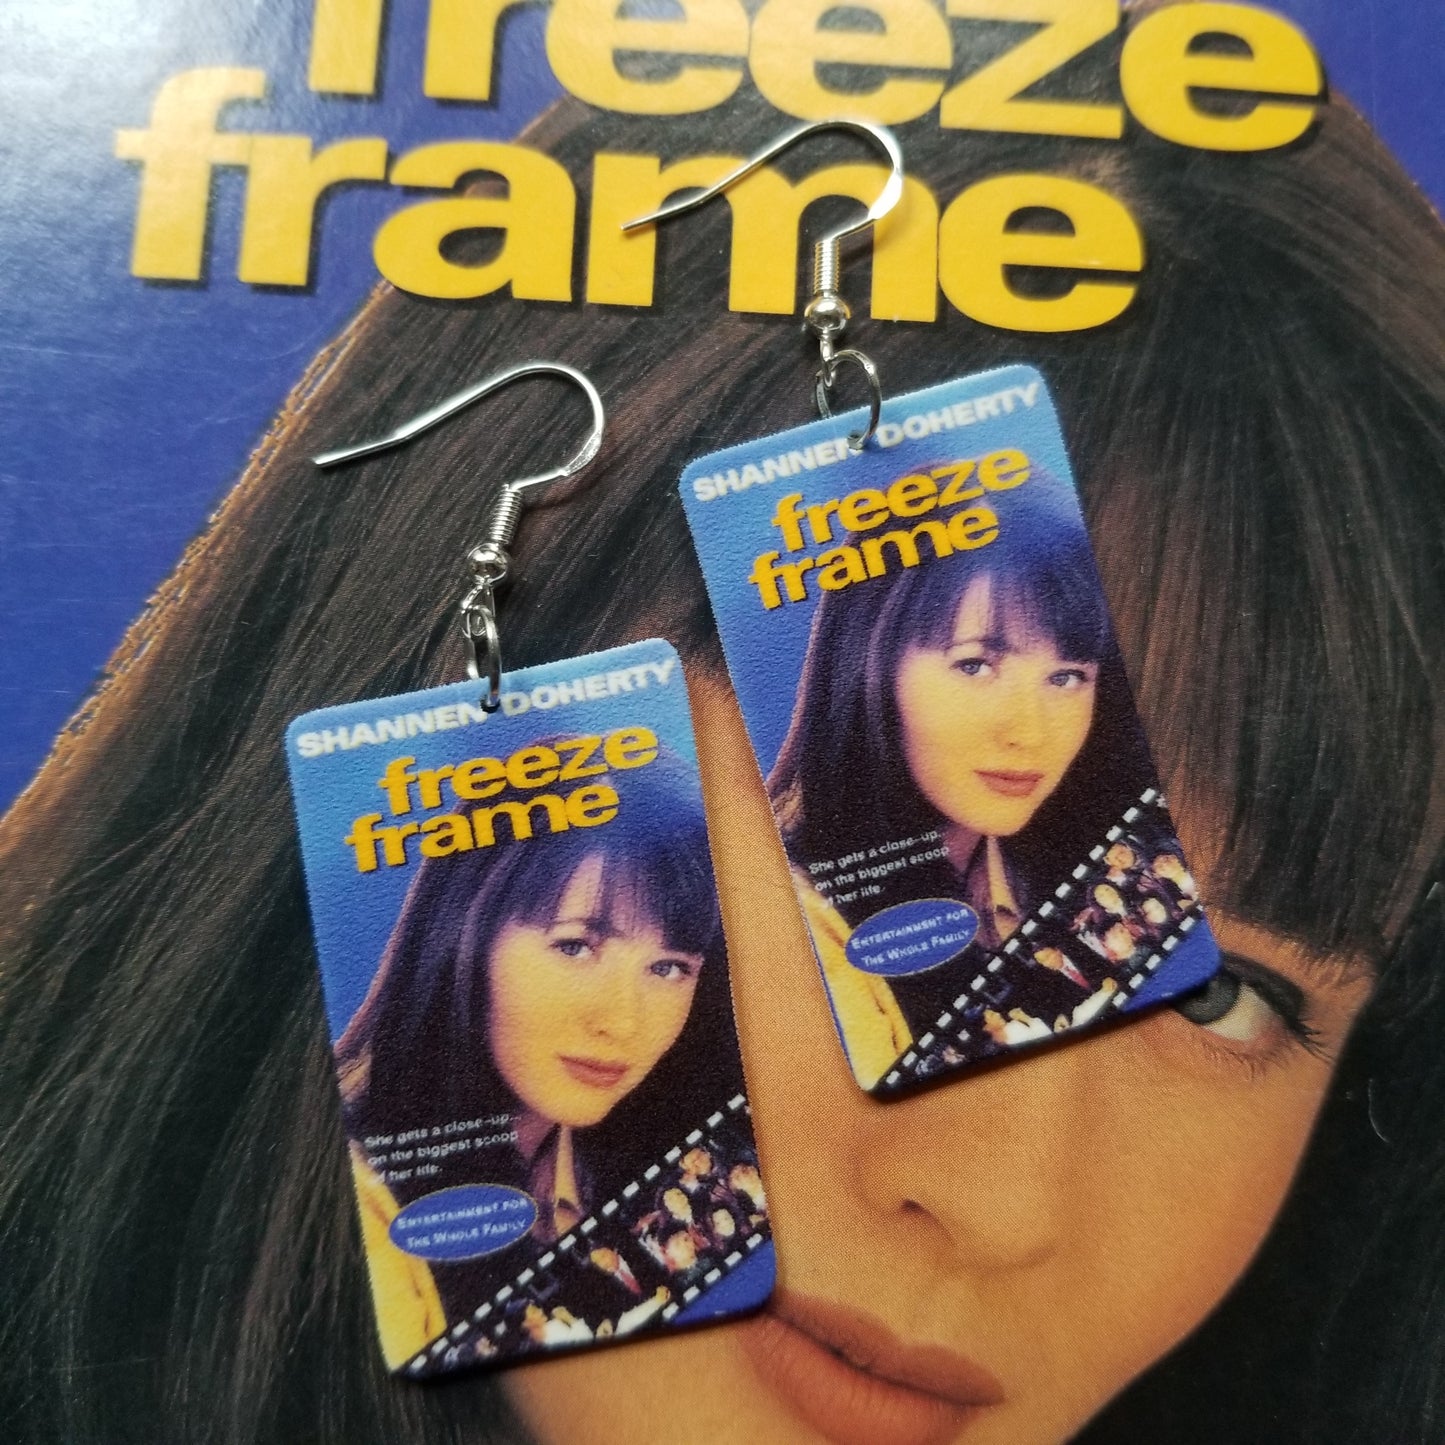 freeze
frame
SHANNEN DOHERTY
freeze
frame
She gets a close-up...
on the biggest scoop
of her life.
ENTERTAINMENT FOR
THE WHOLE FAMILY
SHANNEN DOHERTY
freeze
frame
She gets a close-up...
on the biggest scoop
of her life.
ENTERTAINMENT FOR
THE WHOLE FAMILY